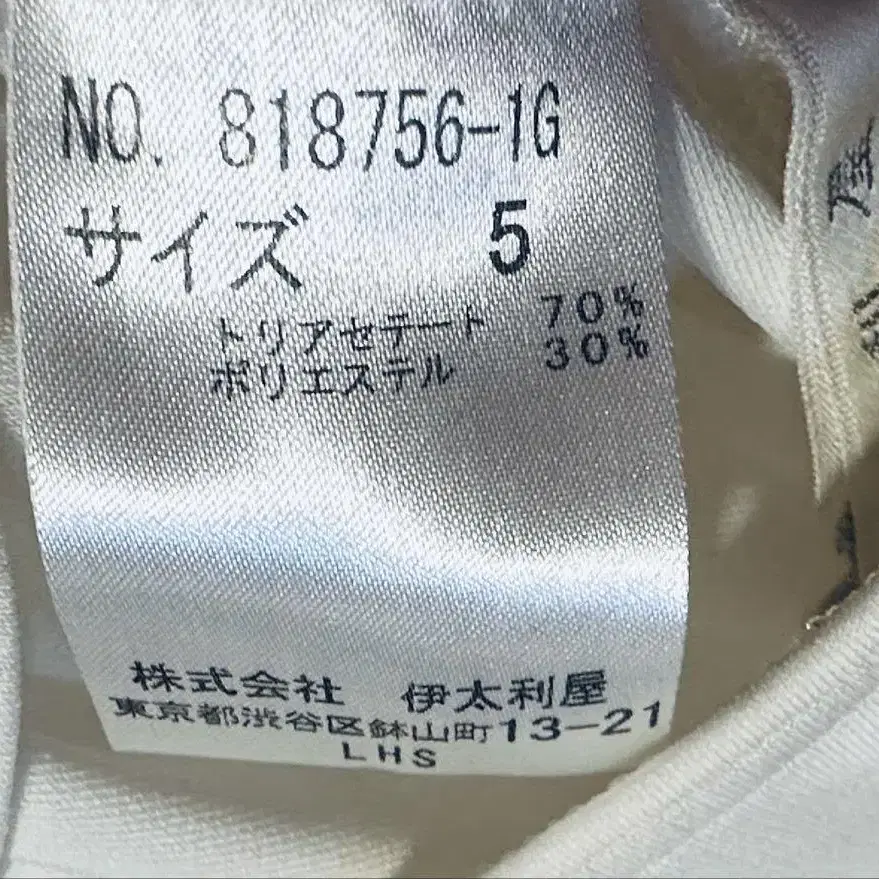 NO. 818756-1G
サイズ 5
トリアセテート 70%
ポリエステル 30%
株式会社 伊太利屋
東京都渋谷区鉢山町13-21
LHS